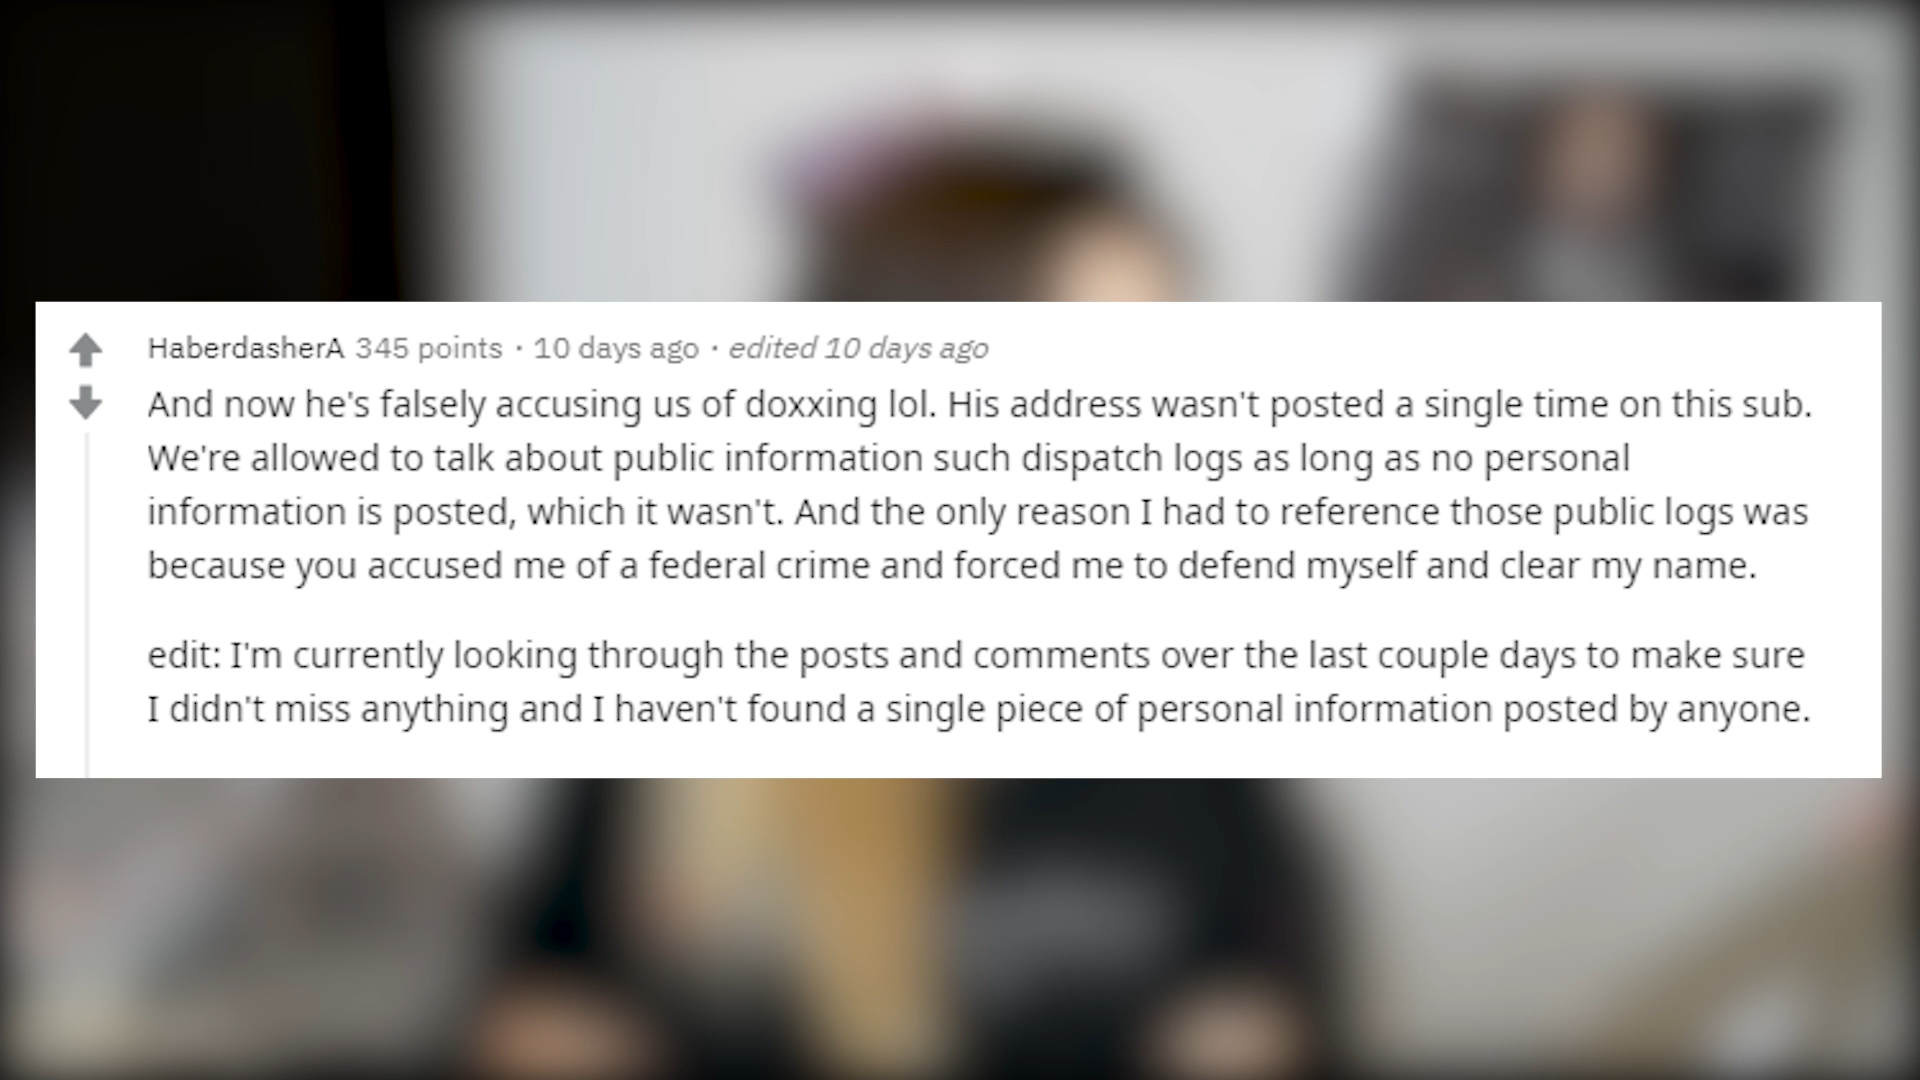 HaberdasherA 345 points · 10 days ago · edited 10 days ago
And now he's falsely accusing us of doxxing lol. His address wasn't posted a single time on this sub.
We're allowed to talk about public information such dispatch logs as long as no personal
information is posted, which it wasn't. And the only reason I had to reference those public logs was
because you accused me of a federal crime and forced me to defend myself and clear my name.
edit: I'm currently looking through the posts and comments over the last couple days to make sure
I didn't miss anything and I haven't found a single piece of personal information posted by anyone.